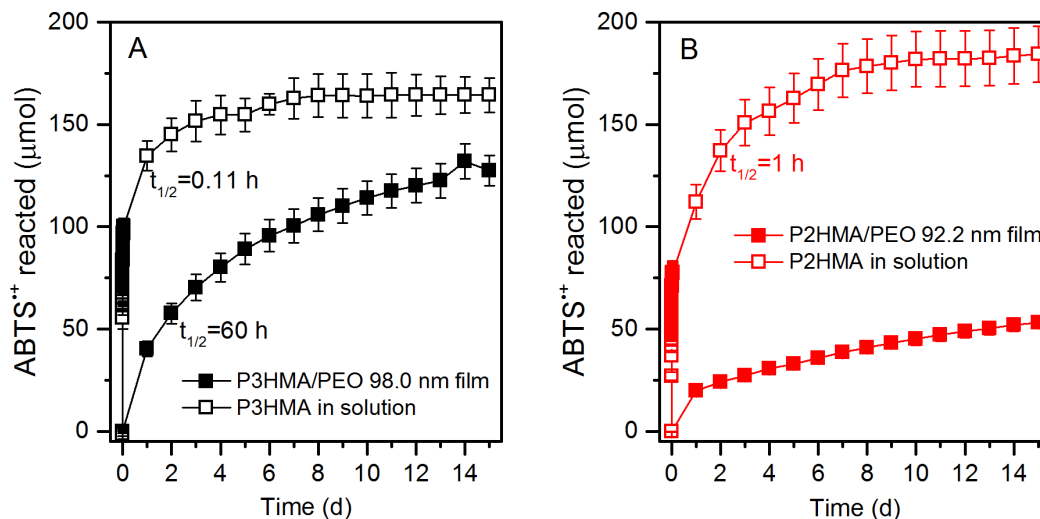 A
ABTS•+ reacted (μmol)
200
150
100
50
0
t1/2=0.11 h
t1/2=60 h
P3HMA/PEO 98.0 nm film
P3HMA in solution
0 2 4 6 8 10 12 14
Time (d)
B
ABTS•+ reacted (μmol)
200
150
100
50
0
t1/2=1 h
P2HMA/PEO 92.2 nm film
P2HMA in solution
0 2 4 6 8 10 12 14
Time (d)